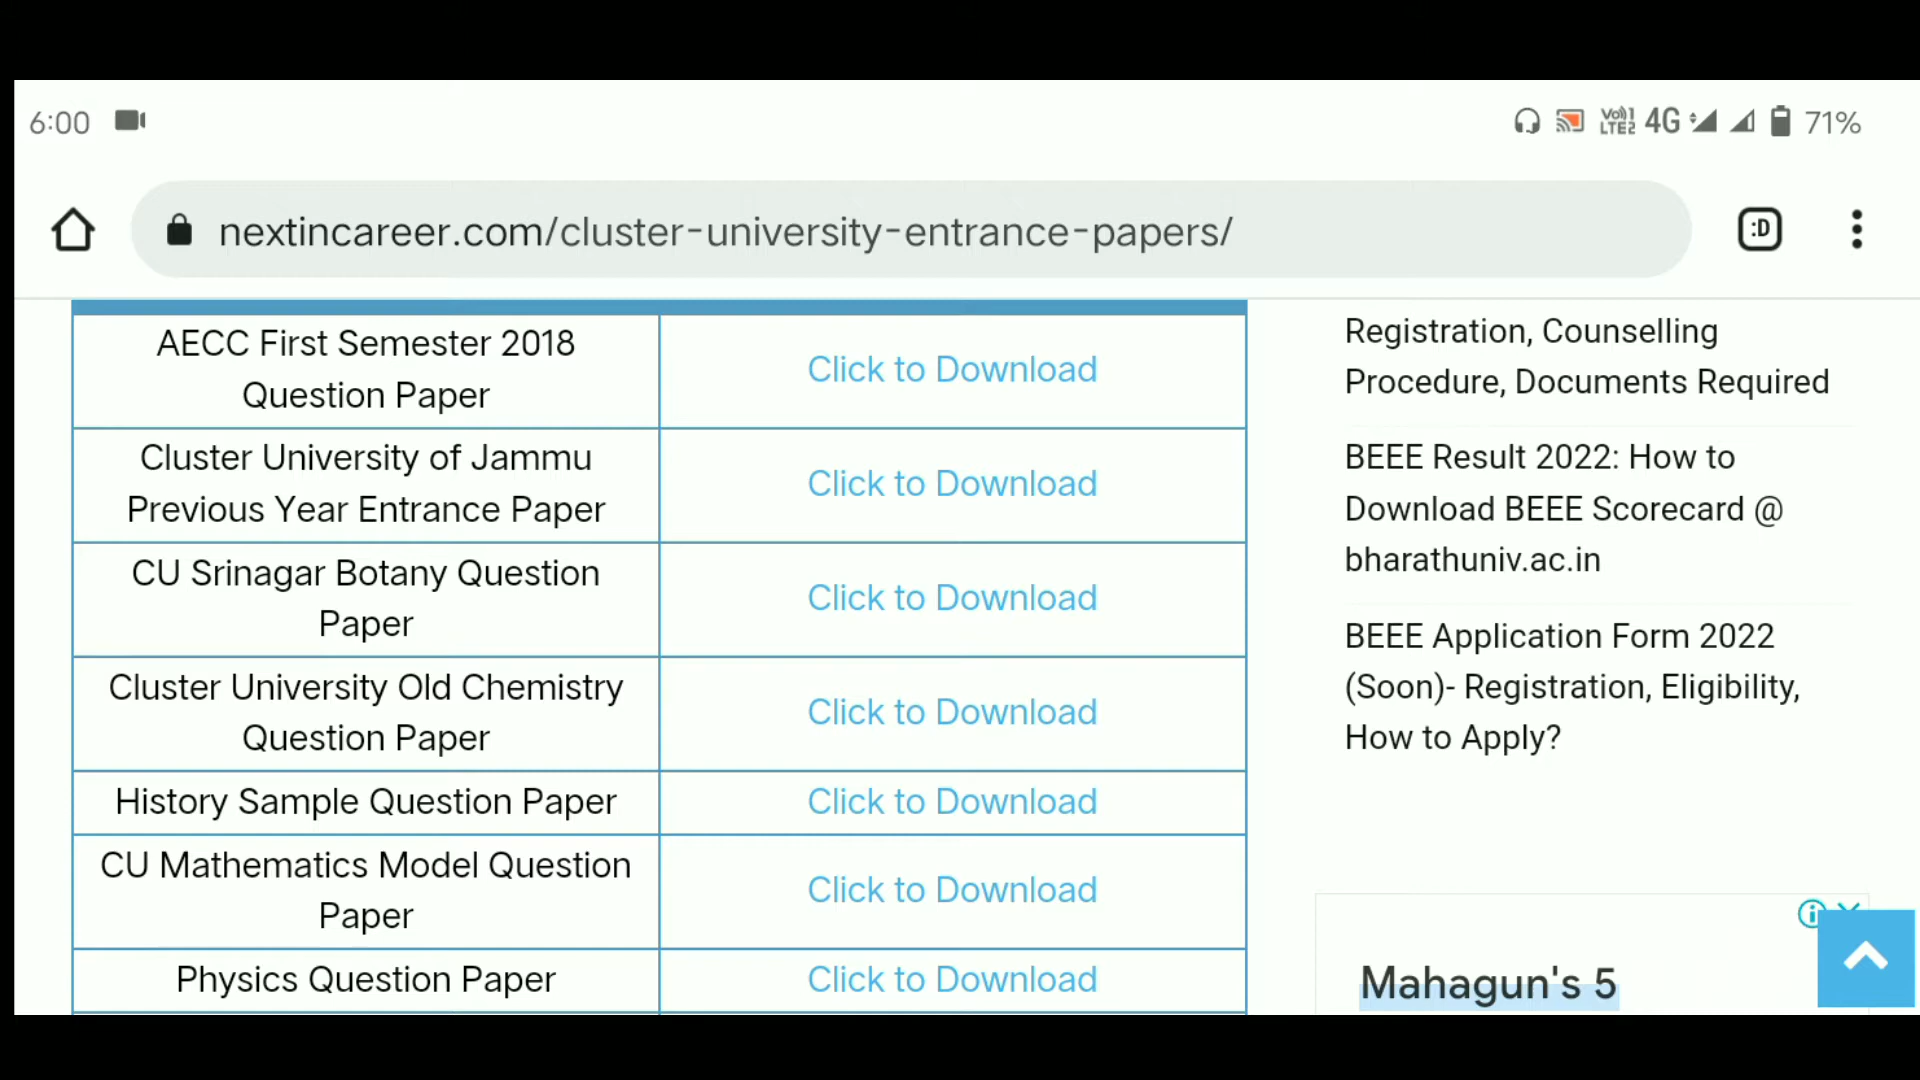 6:00
Vo)) 1
LTE2
4G
71%
nextincareer.com/cluster-university-entrance-papers/
:D
AECC First Semester 2018
Question Paper
Click to Download
Cluster University of Jammu
Previous Year Entrance Paper
Click to Download
CU Srinagar Botany Question
Paper
Click to Download
Cluster University Old Chemistry
Question Paper
Click to Download
History Sample Question Paper
Click to Download
CU Mathematics Model Question
Paper
Click to Download
Physics Question Paper
Click to Download
Registration, Counselling
Procedure, Documents Required
BEEE Result 2022: How to
Download BEEE Scorecard @
bharathuniv.ac.in
BEEE Application Form 2022
(Soon)- Registration, Eligibility,
How to Apply?
Mahagun's 5